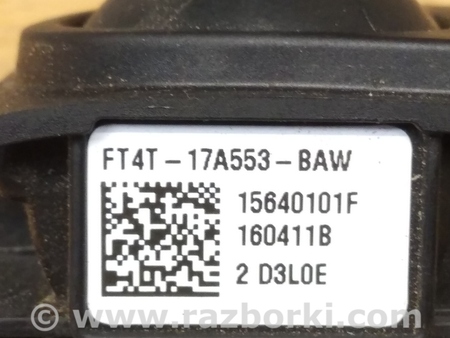 FT4T-17A553-BAW
15640101F
160411B
2 D3L0E
© www.razborki.com